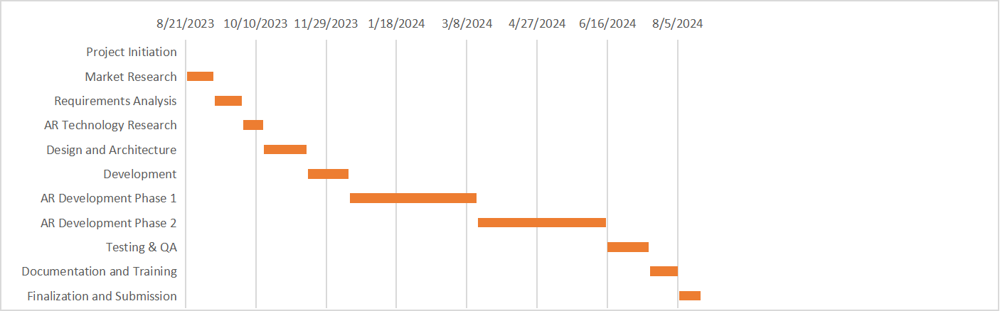 8/21/2023 10/10/2023 11/29/2023 1/18/2024 3/8/2024 4/27/2024 6/16/2024 8/5/2024
Project Initiation
Market Research
Requirements Analysis
AR Technology Research
Design and Architecture
Development
AR Development Phase 1
AR Development Phase 2
Testing & QA
Documentation and Training
Finalization and Submission